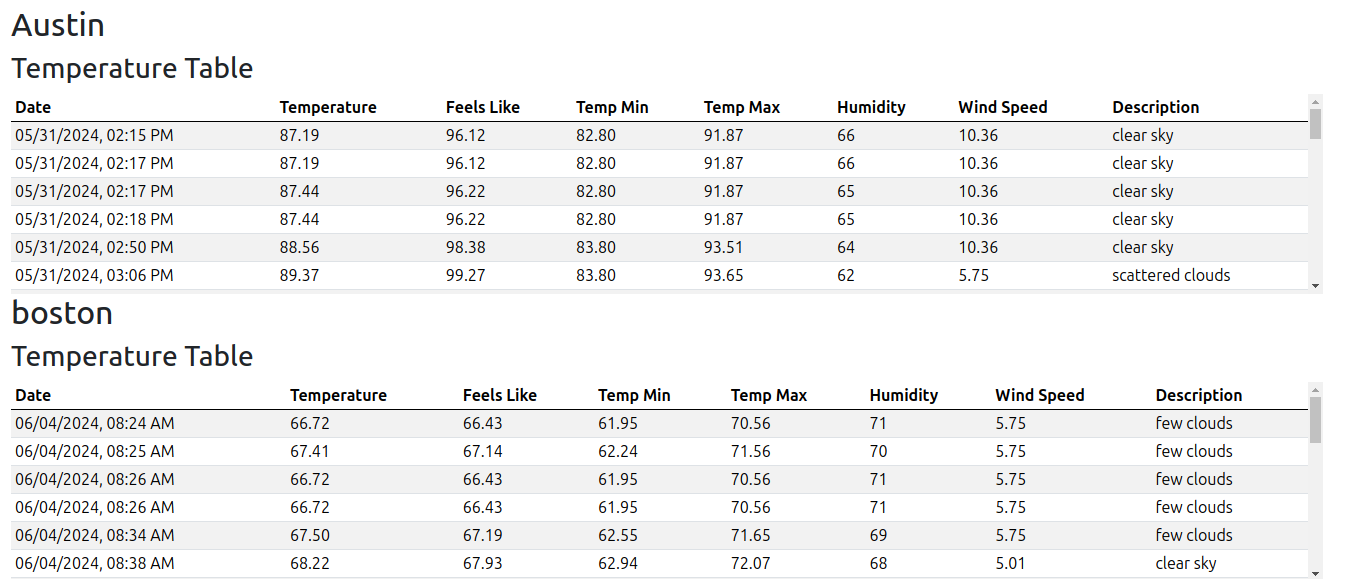 Austin
Temperature Table
Date Temperature Feels Like Temp Min Temp Max Humidity Wind Speed Description
05/31/2024, 02:15 PM 87.19 96.12 82.80 91.87 66 10.36 clear sky
05/31/2024, 02:17 PM 87.19 96.12 82.80 91.87 66 10.36 clear sky
05/31/2024, 02:17 PM 87.44 96.22 82.80 91.87 65 10.36 clear sky
05/31/2024, 02:18 PM 87.44 96.22 82.80 91.87 65 10.36 clear sky
05/31/2024, 02:50 PM 88.56 98.38 83.80 93.51 64 10.36 clear sky
05/31/2024, 03:06 PM 89.37 99.27 83.80 93.65 62 5.75 scattered clouds
boston
Temperature Table
Date Temperature Feels Like Temp Min Temp Max Humidity Wind Speed Description
06/04/2024, 08:24 AM 66.72 66.43 61.95 70.56 71 5.75 few clouds
06/04/2024, 08:25 AM 67.41 67.14 62.24 71.56 70 5.75 few clouds
06/04/2024, 08:26 AM 66.72 66.43 61.95 70.56 71 5.75 few clouds
06/04/2024, 08:26 AM 66.72 66.43 61.95 70.56 71 5.75 few clouds
06/04/2024, 08:34 AM 67.50 67.19 62.55 71.65 69 5.75 few clouds
06/04/2024, 08:38 AM 68.22 67.93 62.94 72.07 68 5.01 clear sky